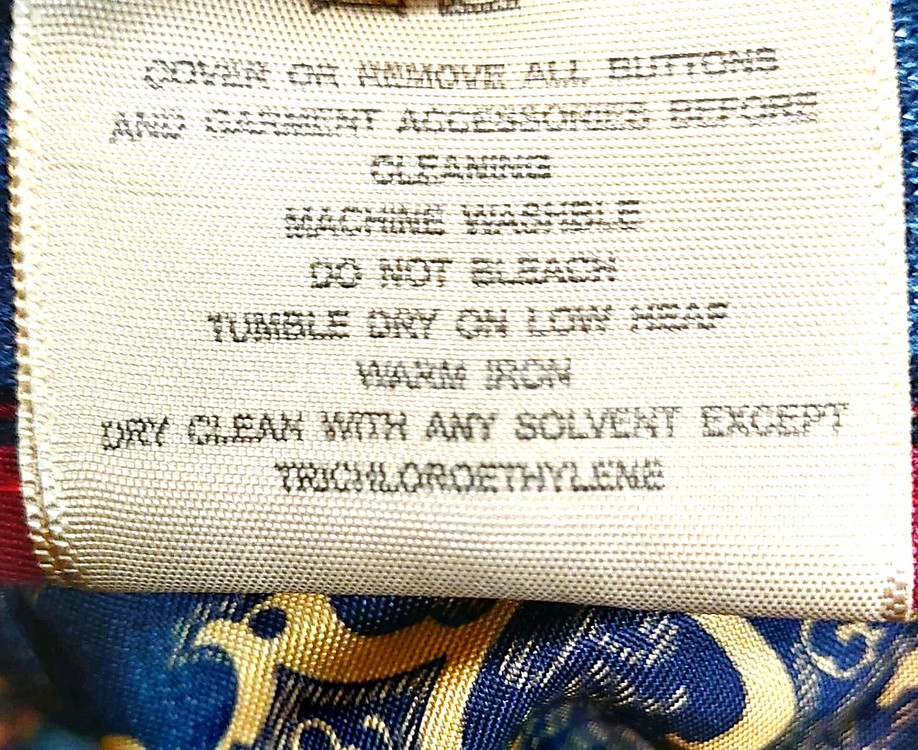 COVER OR REMOVE ALL BUTTONS
AND GARMENT ACCESSORIES BEFORE
CLEANING
MACHINE WASHBLE
DO NOT BLEACH
TUMBLE DRY ON LOW HEAT
WARM IRON
DRY CLEAN WITH ANY SOLVENT EXCEPT
TRICHLOROETHYLENE